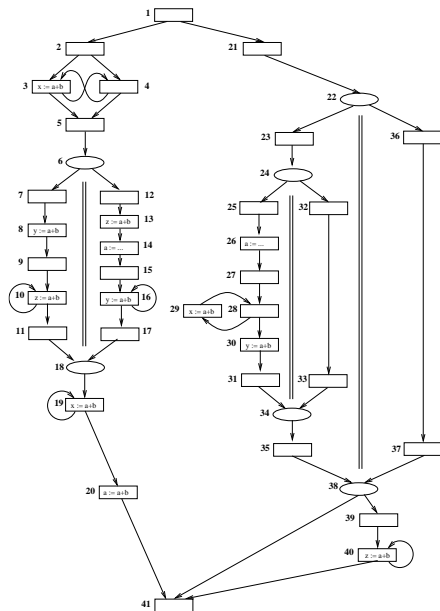 1
2
21
3 x := a+b
4
22
5
23
36
6
24
7
12
25
32
8 y := a+b
z := a+b 13
26 a := ...
a := ... 14
9
15
27
10 z := a+b
y := a+b 16
29 x := a+b
28
11
17
30 y := a+b
18
31
33
19 x := a+b
34
35
37
20 a := a+b
38
39
40 z := a+b
41